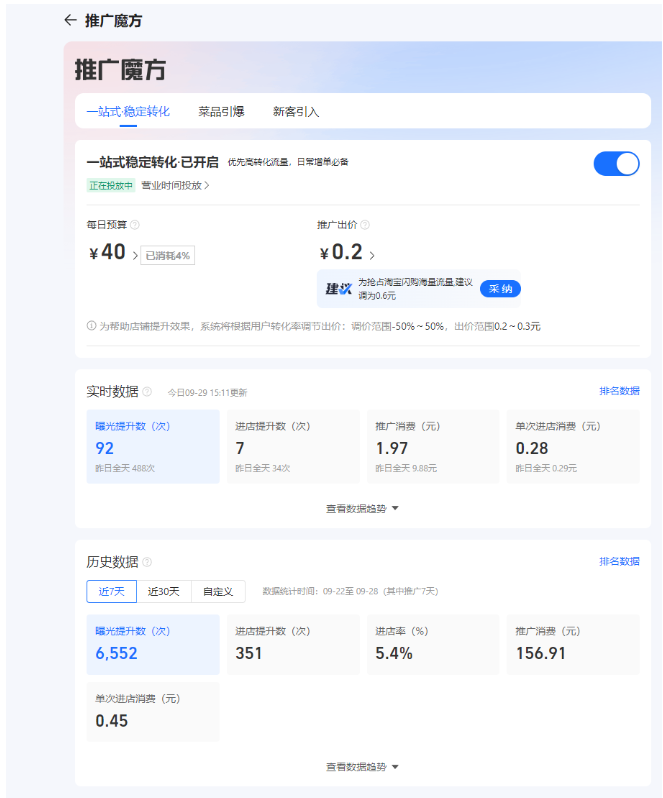 ← 推广魔方
推广魔方
一站式·稳定转化 菜品引爆 新客引入
一站式稳定转化·已开启 优先高转化流量，日常增单必备
正在投放中 营业时间投放 >
每日预算 推广出价
¥40 > 已消耗4% ¥0.2 >
建议 为抢占淘宝闪购海量流量,建议调为0.6元 采纳
为帮助店铺提升效果，系统将根据用户转化率调节出价：调价范围-50%~50%，出价范围0.2~0.3元
实时数据 今日09-29 15:11更新 排名数据
曝光提升数（次） 进店提升数（次） 推广消费（元） 单次进店消费（元）
92 7 1.97 0.28
昨日全天 488次 昨日全天 34次 昨日全天 9.88元 昨日全天 0.29元
查看数据趋势 ▼
历史数据 排名数据
近7天 近30天 自定义 数据统计时间：09-22至 09-28（其中推广7天）
曝光提升数（次） 进店提升数（次） 进店率（%） 推广消费（元）
6,552 351 5.4% 156.91
单次进店消费（元）
0.45
查看数据趋势 ▼